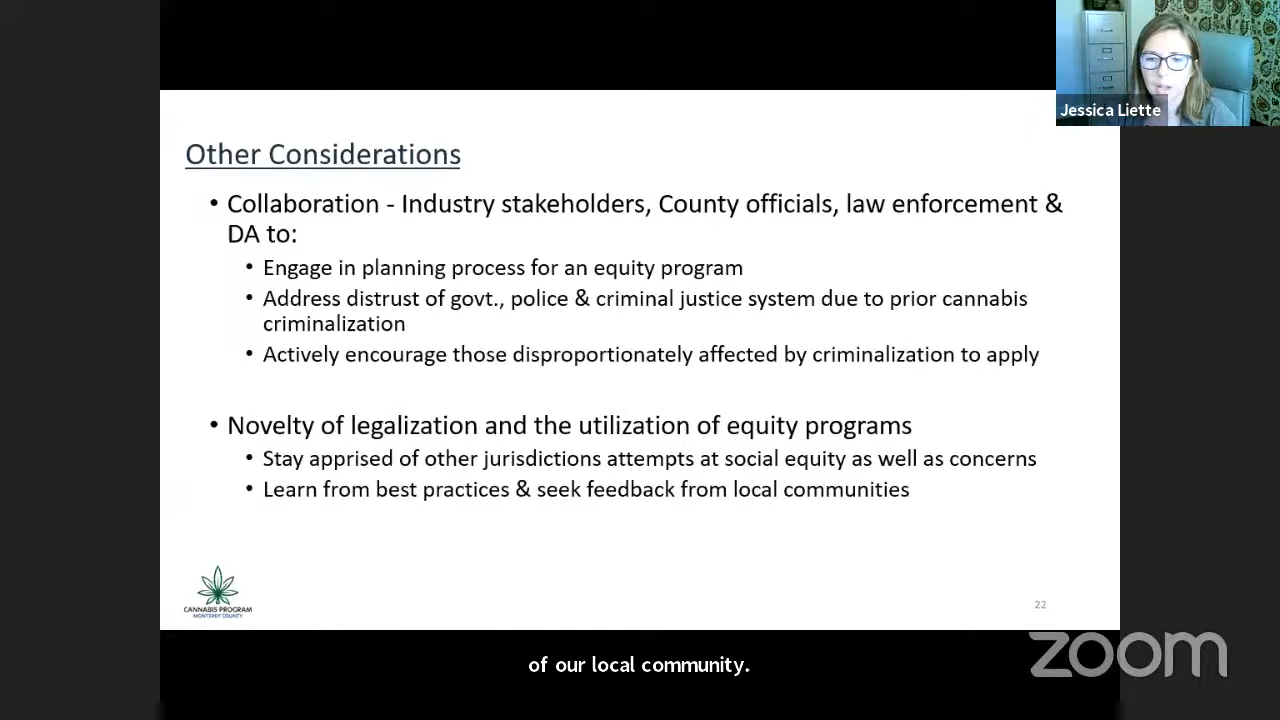 Jessica Liette
Other Considerations
• Collaboration - Industry stakeholders, County officials, law enforcement &
DA to:
• Engage in planning process for an equity program
• Address distrust of govt., police & criminal justice system due to prior cannabis
criminalization
• Actively encourage those disproportionately affected by criminalization to apply
• Novelty of legalization and the utilization of equity programs
• Stay apprised of other jurisdictions attempts at social equity as well as concerns
• Learn from best practices & seek feedback from local communities
CANNABIS PROGRAM
MONTEREY COUNTY
22
zoom
of our local community.